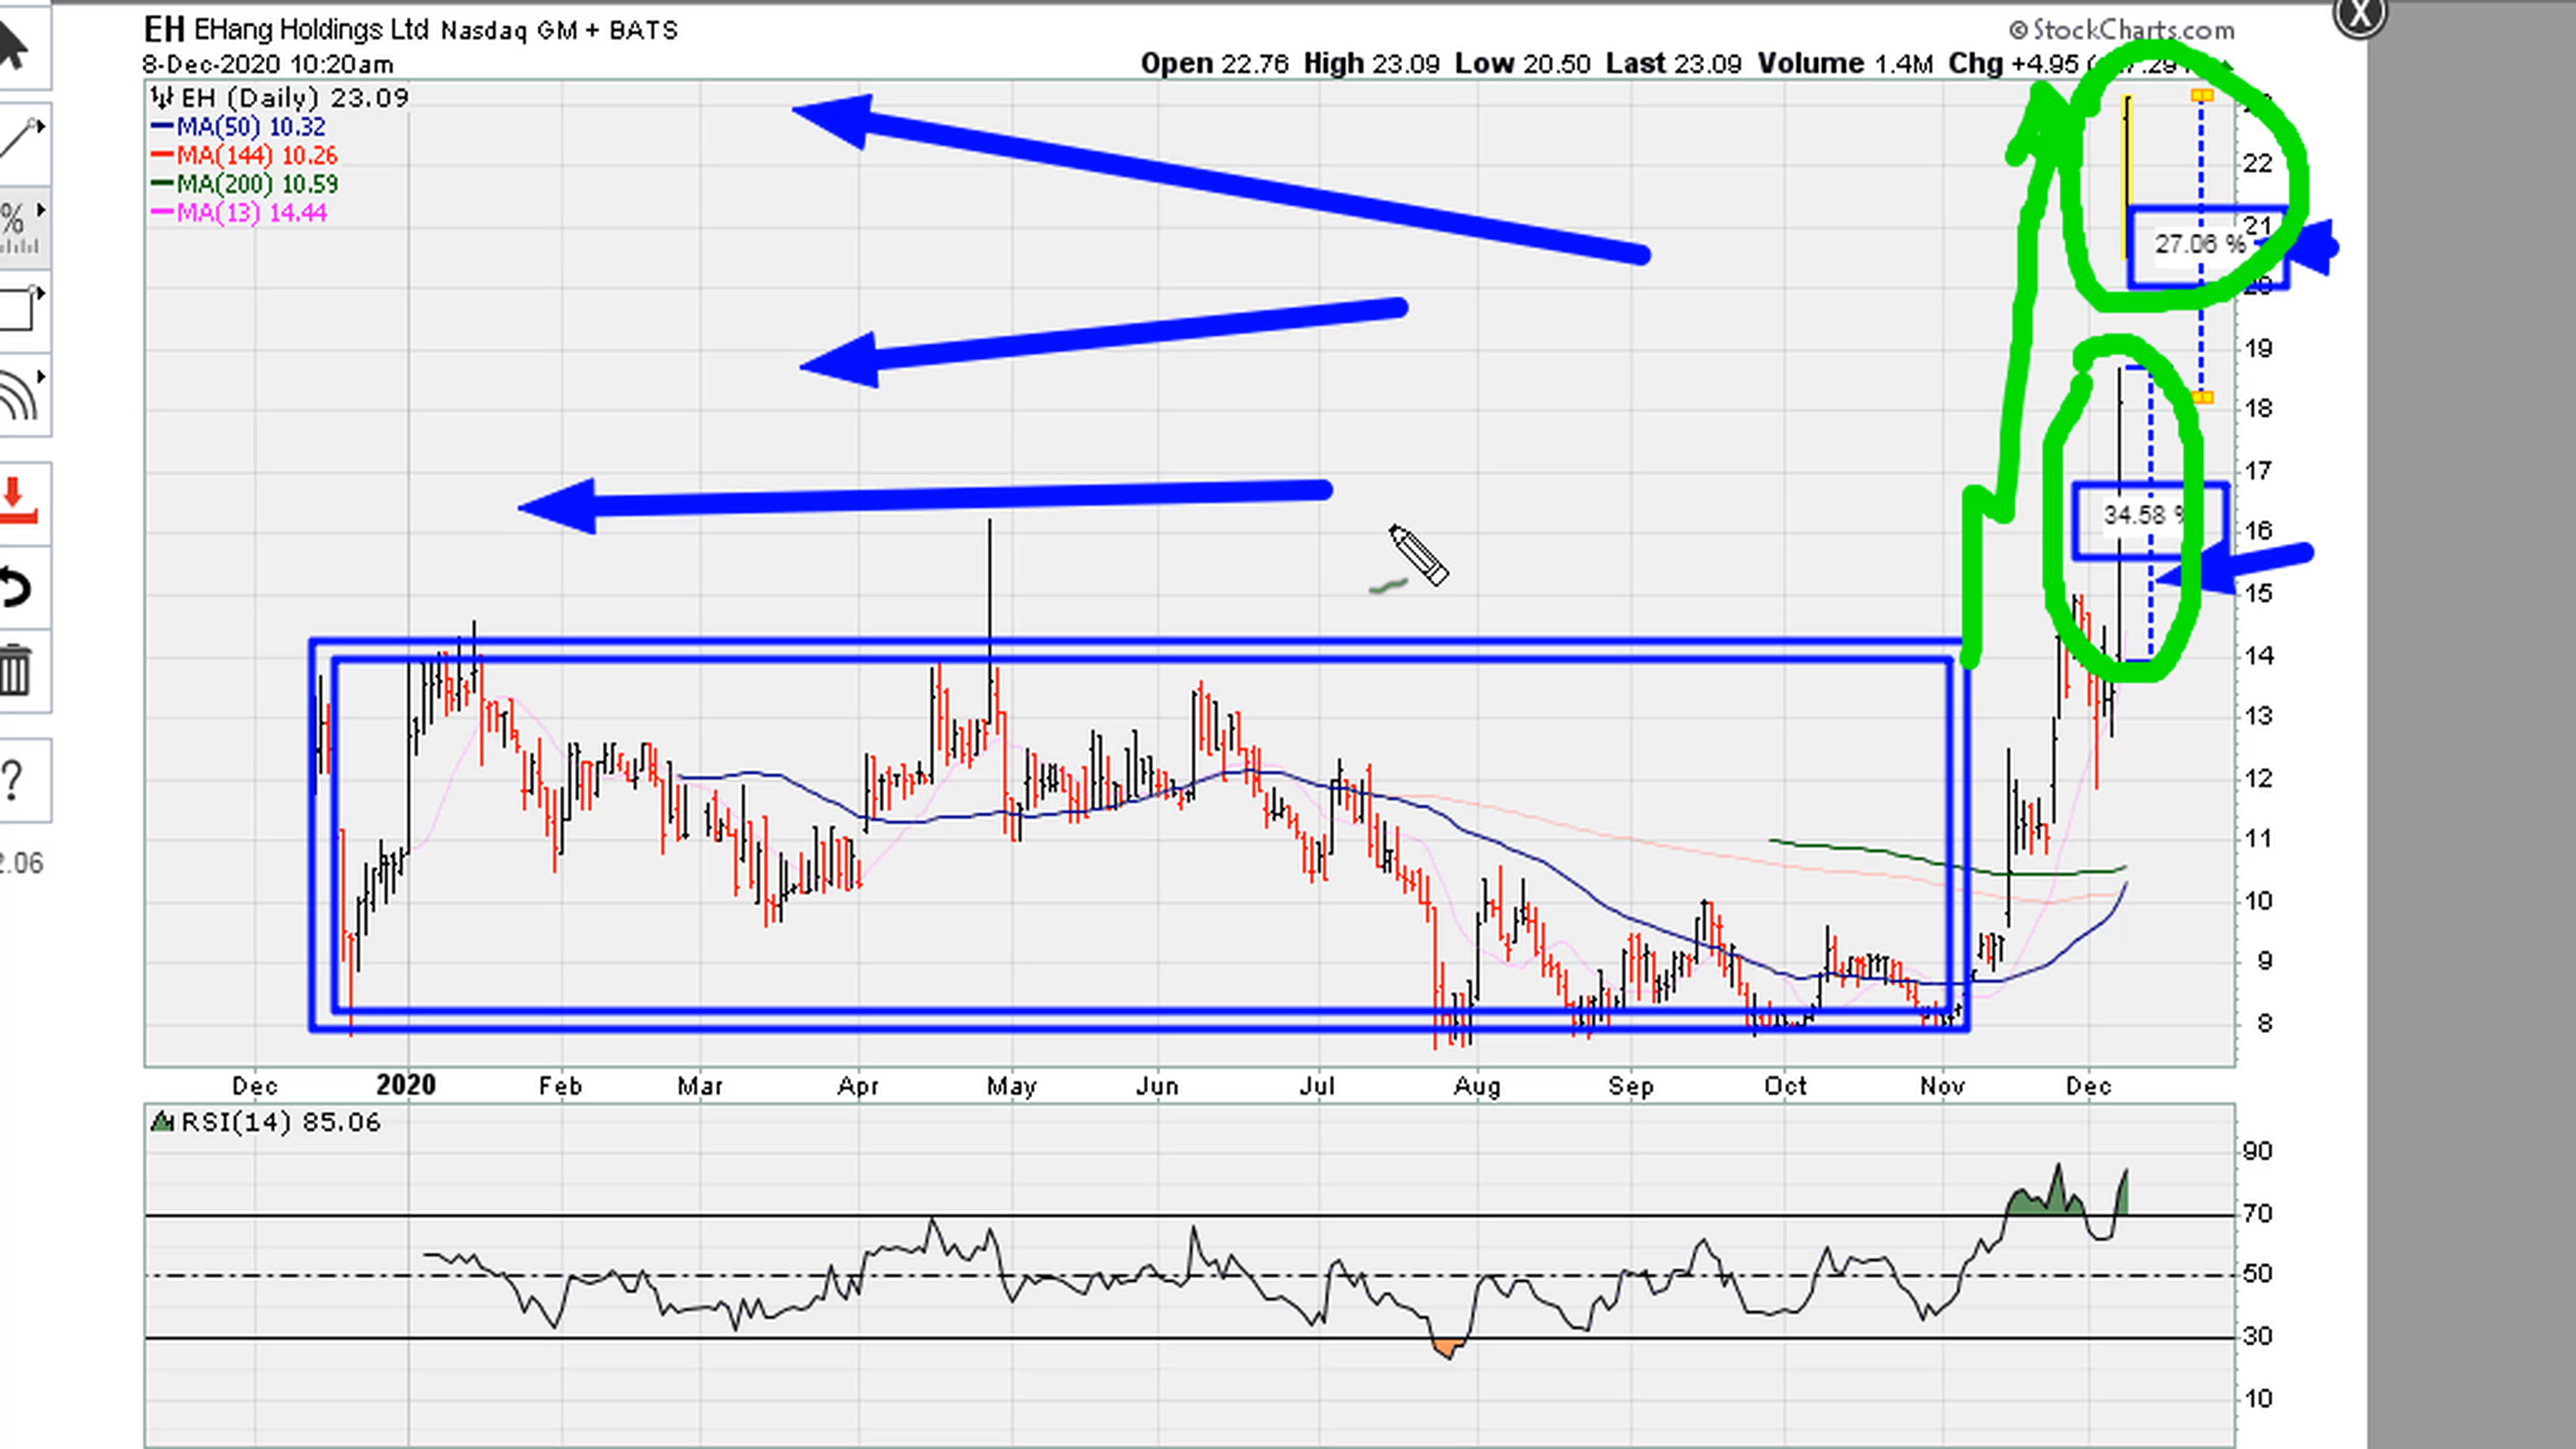 EH EHang Holdings Ltd Nasdaq GM + BATS
© StockCharts.com
8-Dec-2020 10:20am
Open 22.76 High 23.09 Low 20.50 Last 23.09 Volume 1.4M Chg +4.95
EH (Daily) 23.09
MA(50) 10.32
MA(144) 10.26
MA(200) 10.59
MA(13) 14.44
22
21
27.06 %
20
19
18
17
34.58 %
16
15
14
13
12
11
10
9
8
Dec 2020 Feb Mar Apr May Jun Jul Aug Sep Oct Nov Dec
RSI(14) 85.06
90
70
50
30
10
%
?
X